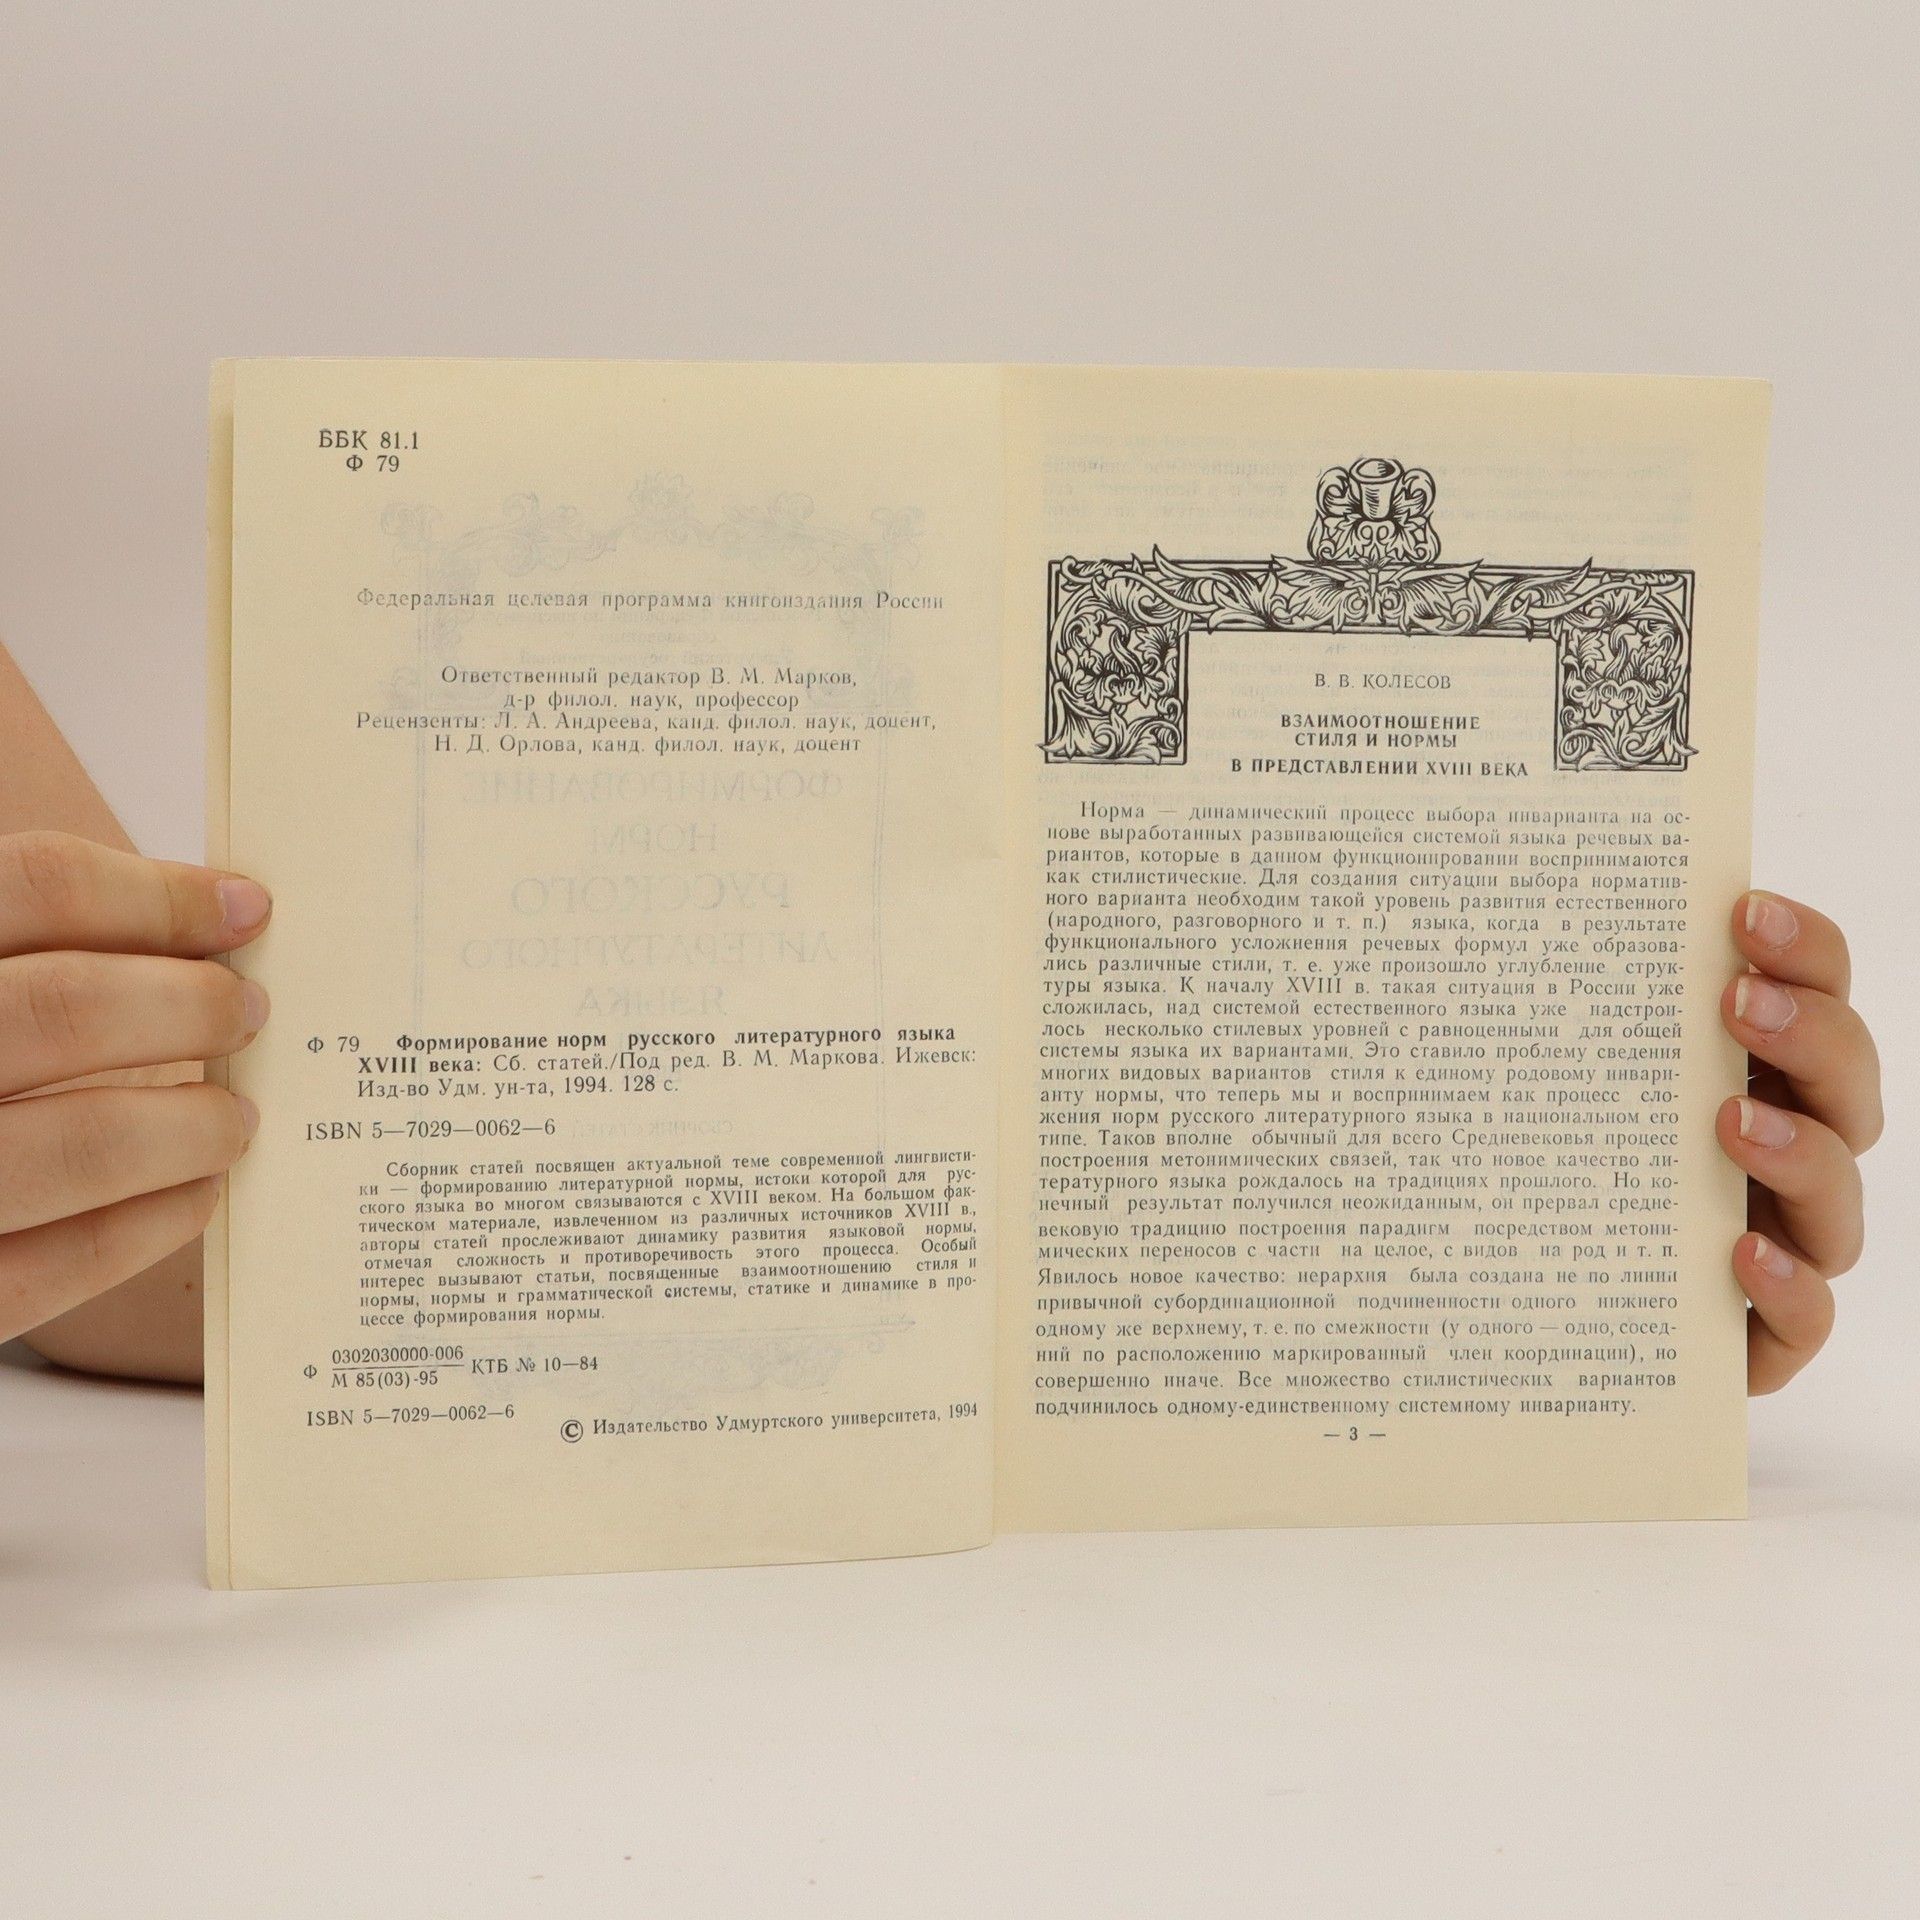 ББК 81.1
Ф 79
Федеральная целевая программа книгоиздания России
Ответственный редактор В. М. Марков,
д-р филол. наук, профессор
Рецензенты: Л. А. Андреева, канд. филол. наук, доцент,
Н. Д. Орлова, канд. филол. наук, доцент
Ф 79 Формирование норм русского литературного языка
XVIII века: Сб. статей./Под ред. В. М. Маркова. Ижевск:
Изд-во Удм. ун-та, 1994. 128 с.
ISBN 5—7029—0062—6
Сборник статей посвящен актуальной теме современной лингвисти-
ки — формированию литературной нормы, истоки которой для рус-
ского языка во многом связываются с XVIII веком. На большом фак-
тическом материале, извлеченном из различных источников XVIII в.,
авторы статей прослеживают динамику развития языковой нормы,
отмечая сложность и противоречивость этого процесса. Особый
интерес вызывают статьи, посвященные взаимоотношению стиля и
нормы, нормы и грамматической системы, статике и динамике в про-
цессе формирования нормы.
Ф 0302030000-006 КТБ № 10—84
М 85(03)-95
ISBN 5—7029—0062—6
© Издательство Удмуртского университета, 1994
В. В. КОЛЕСОВ
ВЗАИМООТНОШЕНИЕ
СТИЛЯ И НОРМЫ
В ПРЕДСТАВЛЕНИИ XVIII ВЕКА
Норма — динамический процесс выбора инварианта на ос-
нове выработанных развивающейся системой языка речевых ва-
риантов, которые в данном функционировании воспринимаются
как стилистические. Для создания ситуации выбора норматив-
ного варианта необходим такой уровень развития естественного
(народного, разговорного и т. п.) языка, когда в результате
функционального усложнения речевых формул уже образова-
лись различные стили, т. е. уже произошло углубление струк-
туры языка. К началу XVIII в. такая ситуация в России уже
сложилась, над системой естественного языка уже надстрои-
лось несколько стилевых уровней с равноценными для общей
системы языка их вариантами. Это ставило проблему сведения
многих видовых вариантов стиля к единому родовому инвари-
анту нормы, что теперь мы и воспринимаем как процесс сло-
жения норм русского литературного языка в национальном его
типе. Таков вполне обычный для всего Средневековья процесс
построения метонимических связей, так что новое качество ли-
тературного языка рождалось на традициях прошлого. Но ко-
нечный результат получился неожиданным, он прервал средне-
вековую традицию построения парадигм посредством метони-
мических переносов с части на целое, с видов на род и т. п.
Явилось новое качество: иерархия была создана не по линии
привычной субординационной подчиненности одного нижнего
одному же верхнему, т. е. по смежности (у одного — одно, сосед-
ний по расположению маркированный член координации), но
совершенно иначе. Все множество стилистических вариантов
подчинилось одному-единственному системному инварианту.
— 3 —